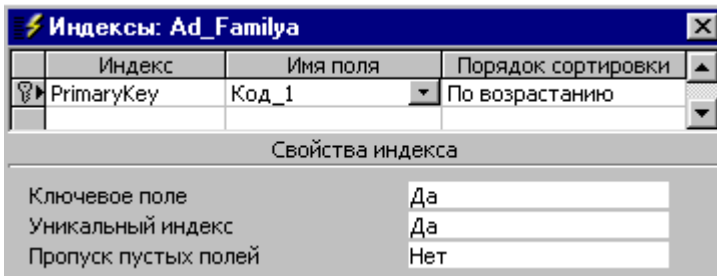 Индексы: Ad_Familya
Индекс Имя поля Порядок сортировки
PrimaryKey Код_1 По возрастанию
Свойства индекса
Ключевое поле Да
Уникальный индекс Да
Пропуск пустых полей Нет